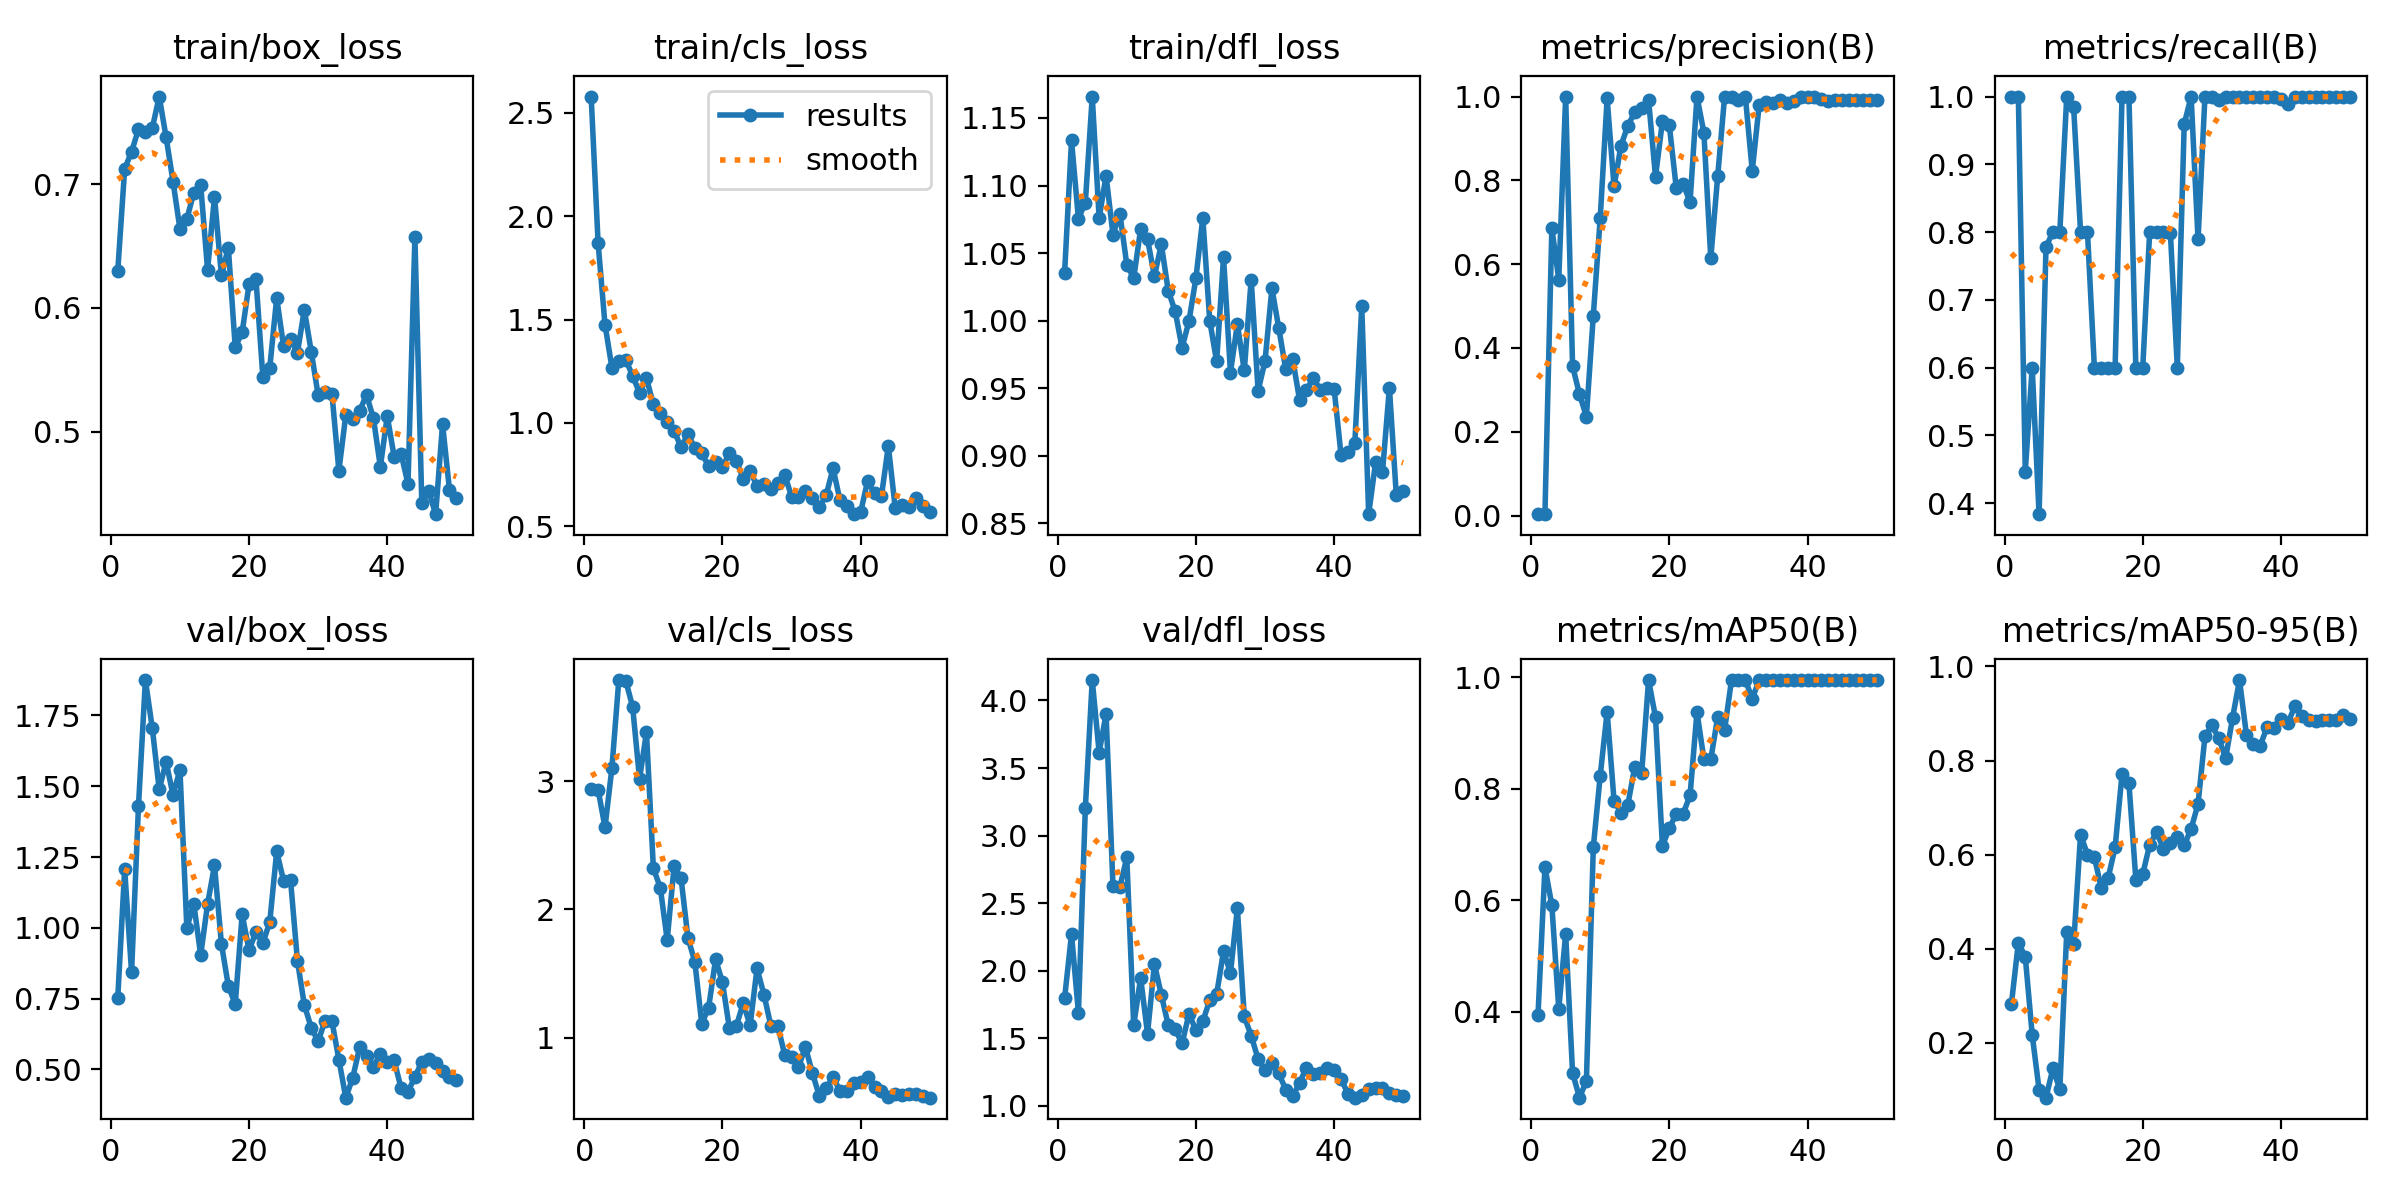 train/box_loss
train/cls_loss
train/dfl_loss
metrics/precision(B)
metrics/recall(B)
0.7
0.6
0.5
0 20 40
results
smooth
2.5
2.0
1.5
1.0
0.5
0 20 40
1.15
1.10
1.05
1.00
0.95
0.90
0.85
0 20 40
1.0
0.8
0.6
0.4
0.2
0.0
0 20 40
1.0
0.9
0.8
0.7
0.6
0.5
0.4
0 20 40
val/box_loss
val/cls_loss
val/dfl_loss
metrics/mAP50(B)
metrics/mAP50-95(B)
1.75
1.50
1.25
1.00
0.75
0.50
0 20 40
3
2
1
0 20 40
4.0
3.5
3.0
2.5
2.0
1.5
1.0
0 20 40
1.0
0.8
0.6
0.4
0 20 40
1.0
0.8
0.6
0.4
0.2
0 20 40